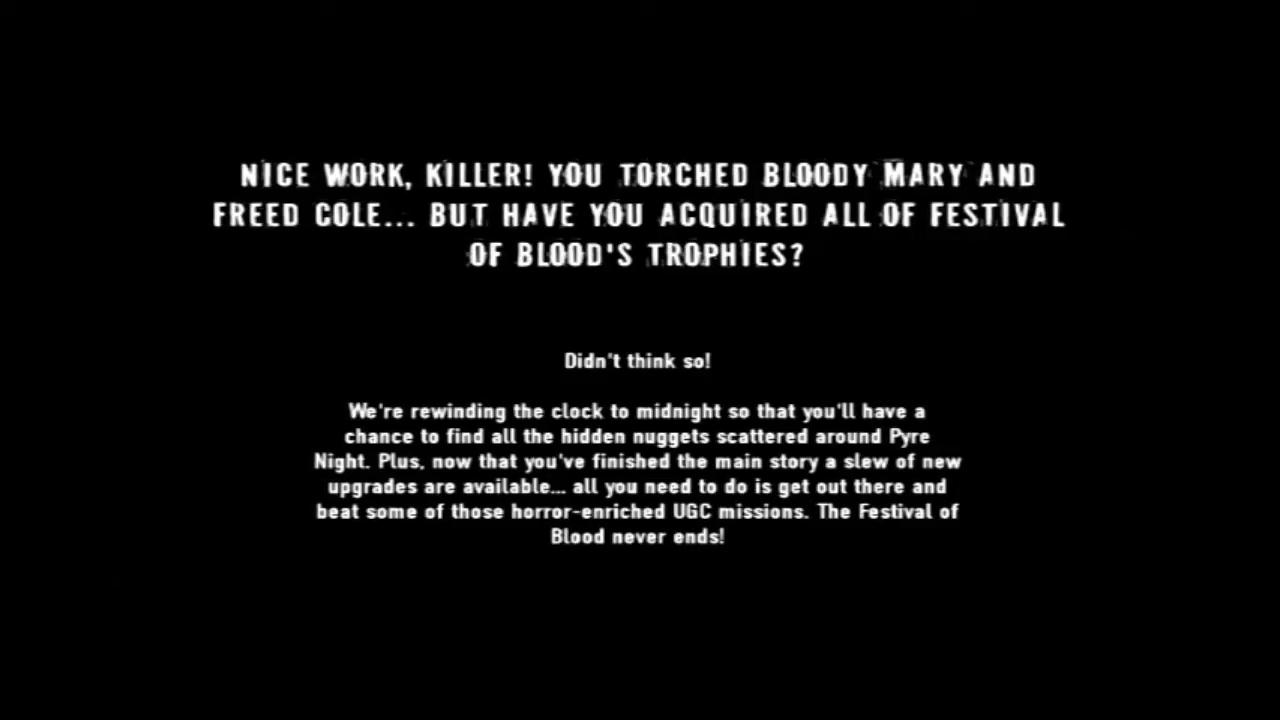 NICE WORK, KILLER! YOU TORCHED BLOODY MARY AND
FREED COLE... BUT HAVE YOU ACQUIRED ALL OF FESTIVAL
OF BLOOD'S TROPHIES?
Didn't think so!
We're rewinding the clock to midnight so that you'll have a
chance to find all the hidden nuggets scattered around Pyre
Night. Plus, now that you've finished the main story a slew of new
upgrades are available... all you need to do is get out there and
beat some of those horror-enriched UGC missions. The Festival of
Blood never ends!